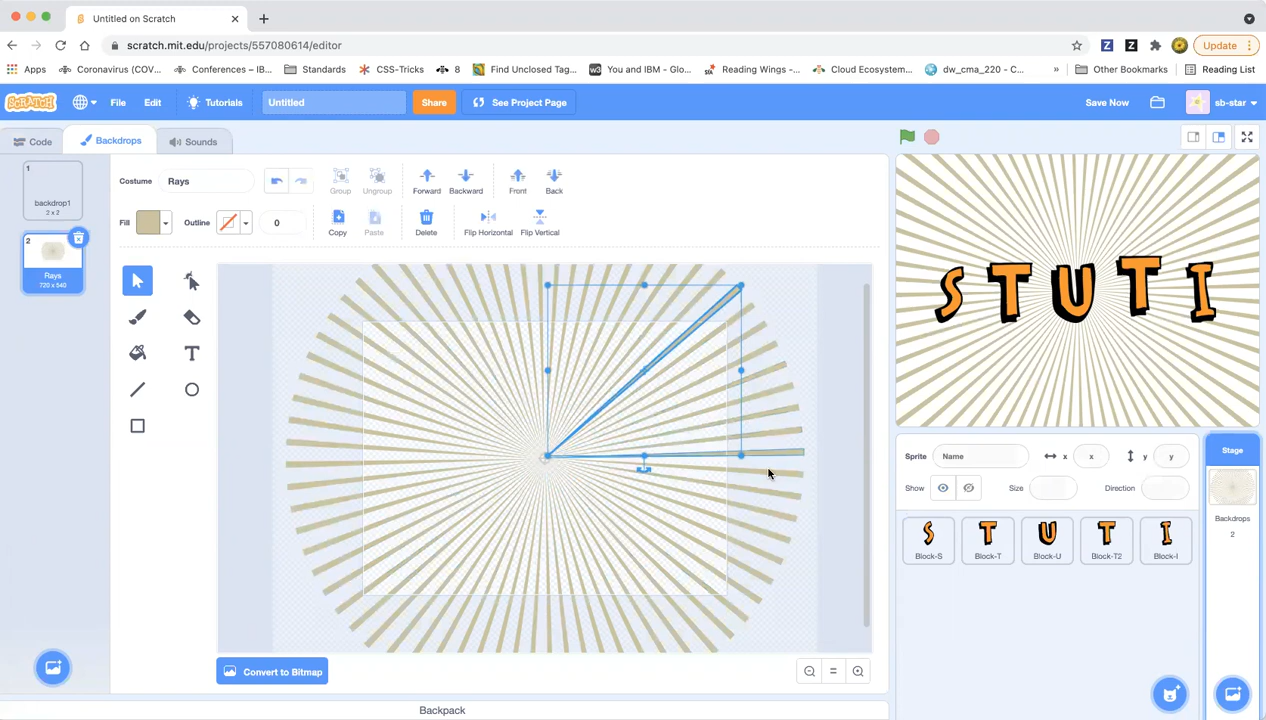 Untitled on Scratch
scratch.mit.edu/projects/557080614/editor
Update
Apps
Coronavirus (COV...
Conferences – IB...
Standards
CSS-Tricks
8
Find Unclosed Tag...
You and IBM - Glo...
Reading Wings -...
Cloud Ecosystem...
dw_cma_220 - C...
»
Other Bookmarks
Reading List
SCRATCH
File
Edit
Tutorials
Untitled
Share
See Project Page
Save Now
sb-star
Code
Backdrops
Sounds
1
backdrop1
2 x 2
2
Rays
720 x 540
Costume
Rays
Group
Ungroup
Forward
Backward
Front
Back
Fill
Outline
0
Copy
Paste
Delete
Flip Horizontal
Flip Vertical
T
Convert to Bitmap
Backpack
STUTI
Sprite
Name
x
x
y
y
Show
Size
Direction
S
Block-S
T
Block-T
U
Block-U
T
Block-T2
I
Block-I
Stage
Backdrops
2